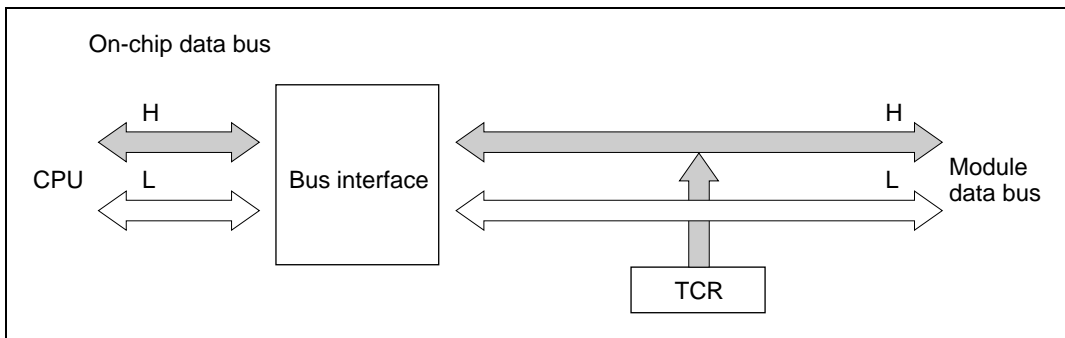 On-chip data bus
H
H
CPU
L
Bus interface
L
Module
data bus
TCR